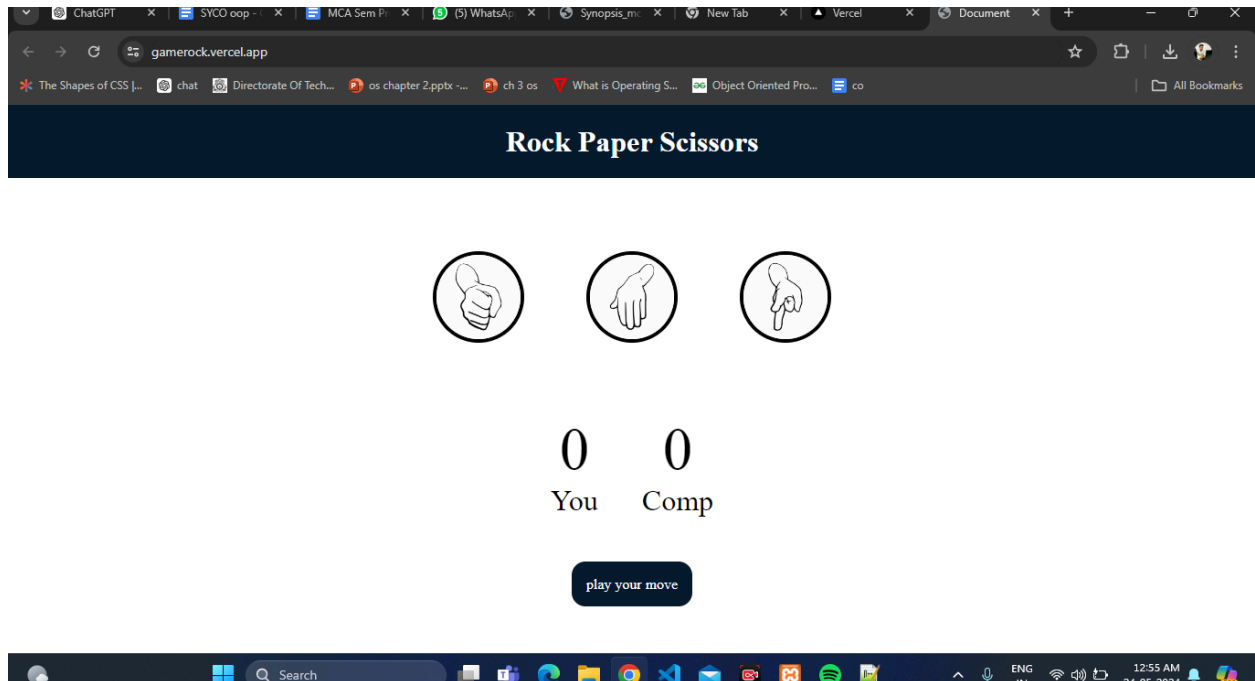 ChatGPT
SYCO oop -
MCA Sem Pr
(5) WhatsAp
Synopsis_mc
New Tab
Vercel
Document
gamerock.vercel.app
The Shapes of CSS |...
chat
Directorate Of Tech...
os chapter 2.pptx -...
ch 3 os
What is Operating S...
Object Oriented Pro...
co
All Bookmarks
Rock Paper Scissors
0 0
You Comp
play your move
Search
ENG
12:55 AM